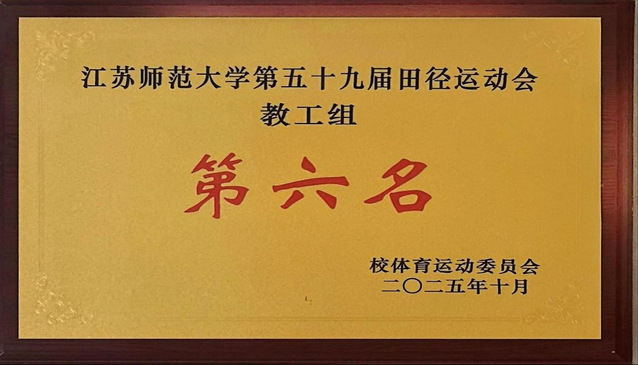 江苏师范大学第五十九届田径运动会
教工组
第六名
校体育运动委员会
二〇二五年十月